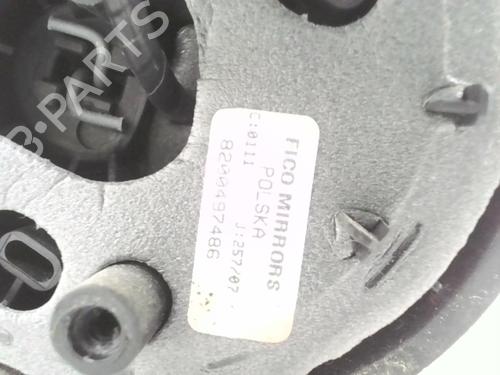 FICO MIRRORS
POLSKA
C:0111 J:257/07
8200497486
B-PARTS